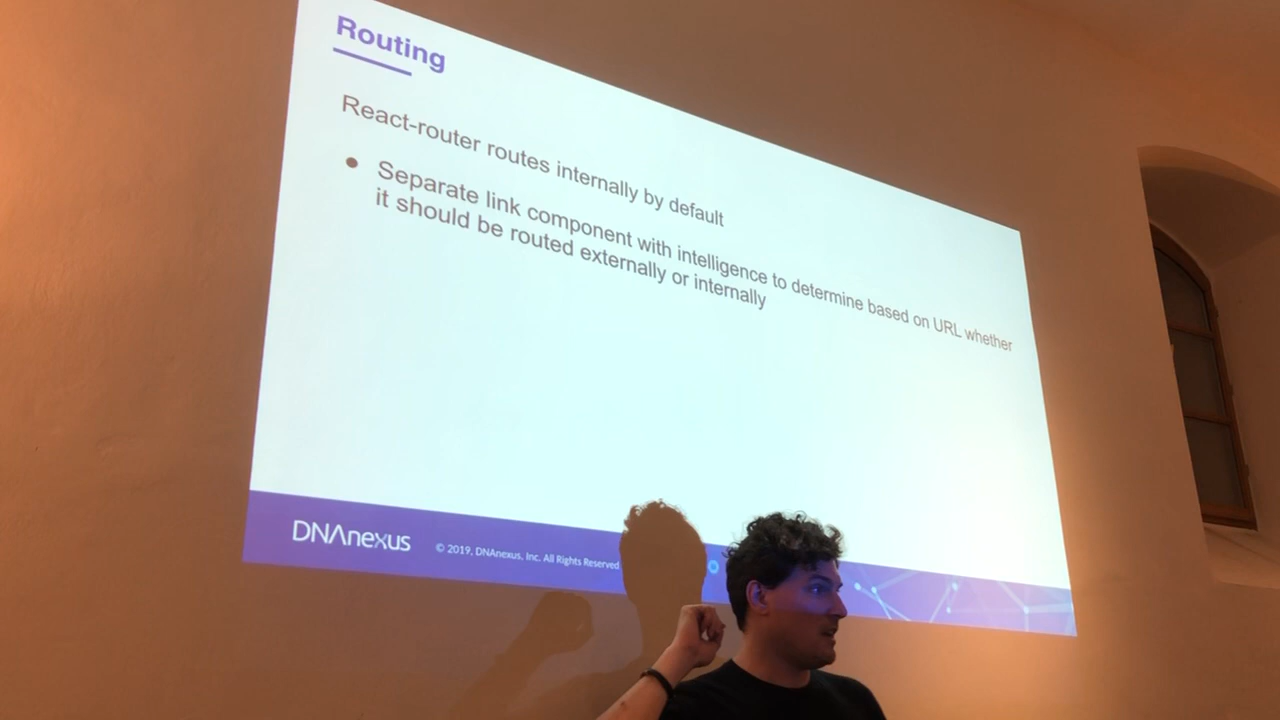 Routing
React-router routes internally by default
● Separate link component with intelligence to determine based on URL whether
it should be routed externally or internally
DNAnexus
© 2019, DNAnexus, Inc. All Rights Reserved